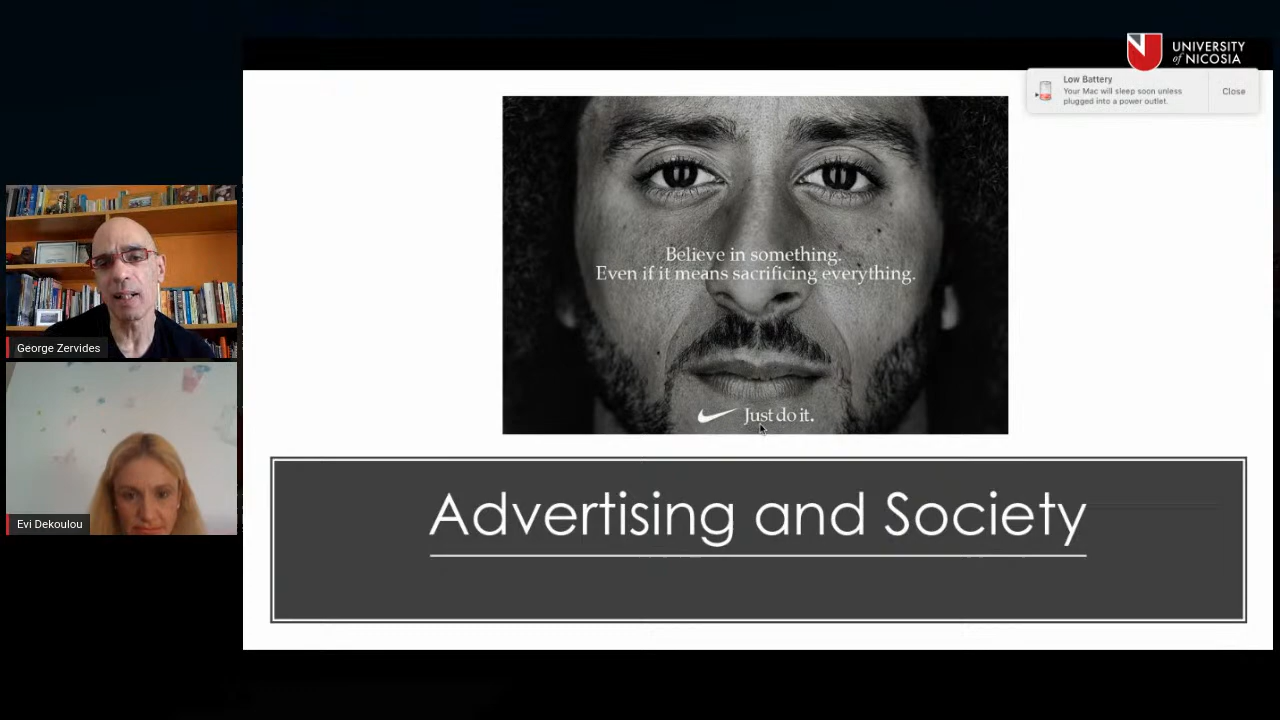 UNIVERSITY
of NICOSIA
Low Battery
Your Mac will sleep soon unless
plugged into a power outlet.
Close
Believe in something.
Even if it means sacrificing everything.
Just do it.
George Zervides
Evi Dekoulou
Advertising and Society